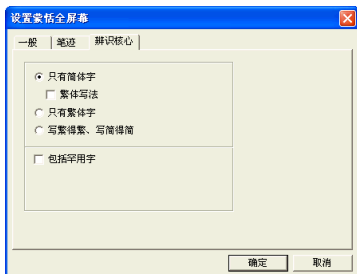 设置蒙恬全屏幕
一般 笔迹 辨识核心
只有简体字
繁体写法
只有繁体字
写繁得繁、写简得简
包括罕用字
确定 取消